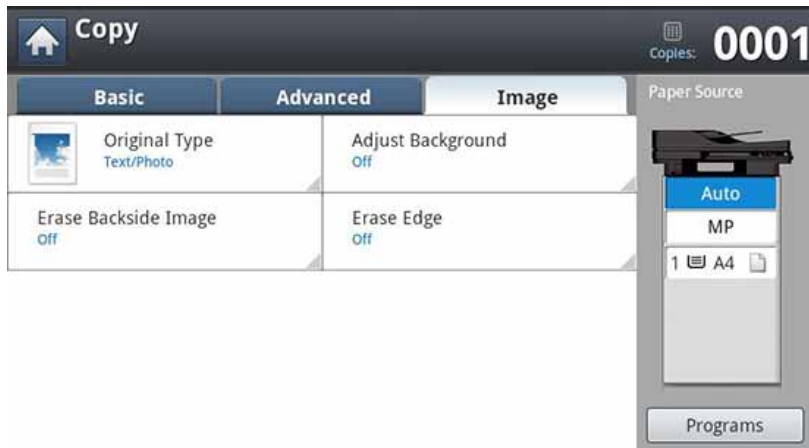 Copy
Copies: 0001
Basic Advanced Image
Paper Source
Original Type
Text/Photo
Adjust Background
Off
Erase Backside Image
Off
Erase Edge
Off
Auto
MP
1 A4
Programs